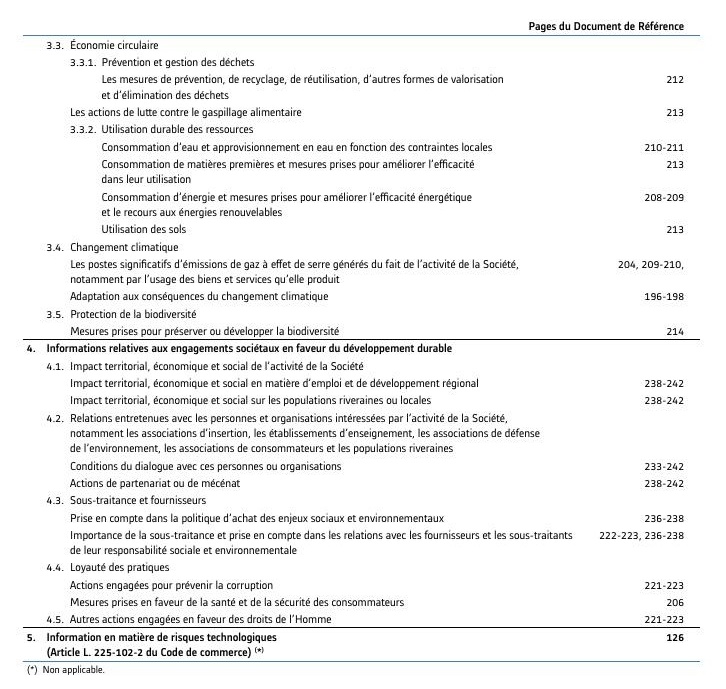 Pages du Document de Référence
3.3. Économie circulaire
3.3.1. Prévention et gestion des déchets
Les mesures de prévention, de recyclage, de réutilisation, d'autres formes de valorisation 212
et d'élimination des déchets
Les actions de lutte contre le gaspillage alimentaire 213
3.3.2. Utilisation durable des ressources
Consommation d'eau et approvisionnement en eau en fonction des contraintes locales 210-211
Consommation de matières premières et mesures prises pour améliorer l'efficacité 213
dans leur utilisation
Consommation d'énergie et mesures prises pour améliorer l'efficacité énergétique 208-209
et le recours aux énergies renouvelables
Utilisation des sols 213
3.4. Changement climatique
Les postes significatifs d'émissions de gaz à effet de serre générés du fait de l'activité de la Société, 204, 209-210,
notamment par l'usage des biens et services qu'elle produit
Adaptation aux conséquences du changement climatique 196-198
3.5. Protection de la biodiversité
Mesures prises pour préserver ou développer la biodiversité 214
4. Informations relatives aux engagements sociétaux en faveur du développement durable
4.1. Impact territorial, économique et social de l'activité de la Société
Impact territorial, économique et social en matière d'emploi et de développement régional 238-242
Impact territorial, économique et social sur les populations riveraines ou locales 238-242
4.2. Relations entretenues avec les personnes et organisations intéressées par l'activité de la Société,
notamment les associations d'insertion, les établissements d'enseignement, les associations de défense
de l'environnement, les associations de consommateurs et les populations riveraines
Conditions du dialogue avec ces personnes ou organisations 233-242
Actions de partenariat ou de mécénat 238-242
4.3. Sous-traitance et fournisseurs
Prise en compte dans la politique d'achat des enjeux sociaux et environnementaux 236-238
Importance de la sous-traitance et prise en compte dans les relations avec les fournisseurs et les sous-traitants 222-223, 236-238
de leur responsabilité sociale et environnementale
4.4. Loyauté des pratiques
Actions engagées pour prévenir la corruption 221-223
Mesures prises en faveur de la santé et de la sécurité des consommateurs 206
4.5. Autres actions engagées en faveur des droits de l'Homme 221-223
5. Information en matière de risques technologiques 126
(Article L. 225-102-2 du Code de commerce) (*)
(*) Non applicable.